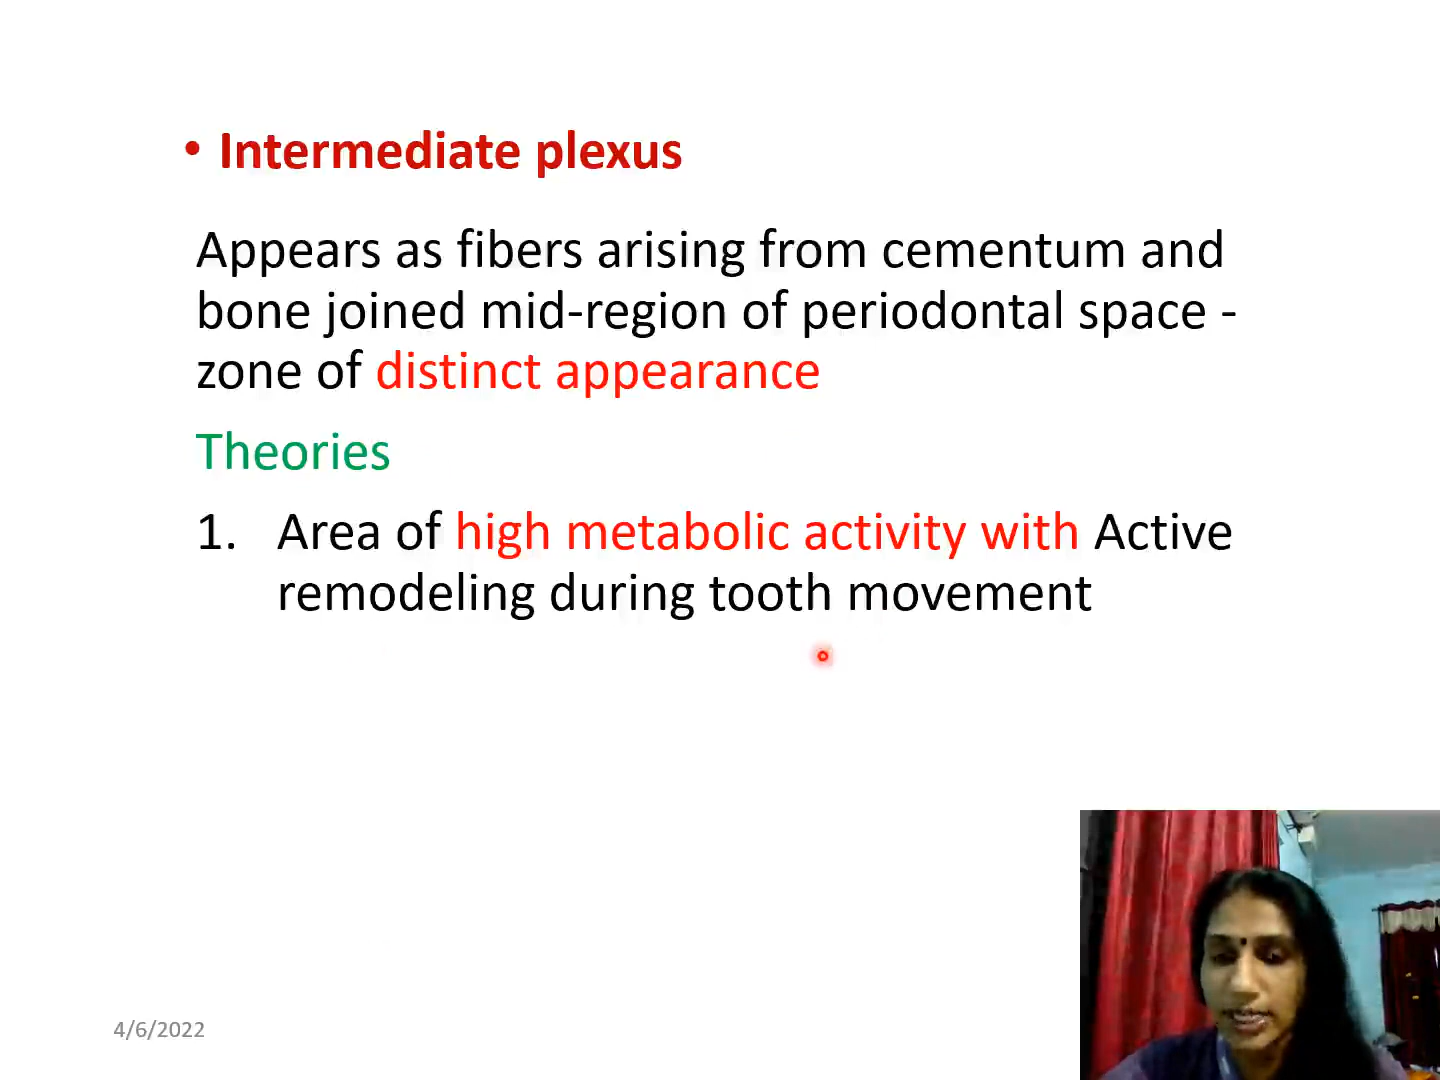 • Intermediate plexus
Appears as fibers arising from cementum and
bone joined mid-region of periodontal space -
zone of distinct appearance
Theories
1. Area of high metabolic activity with Active
remodeling during tooth movement
4/6/2022